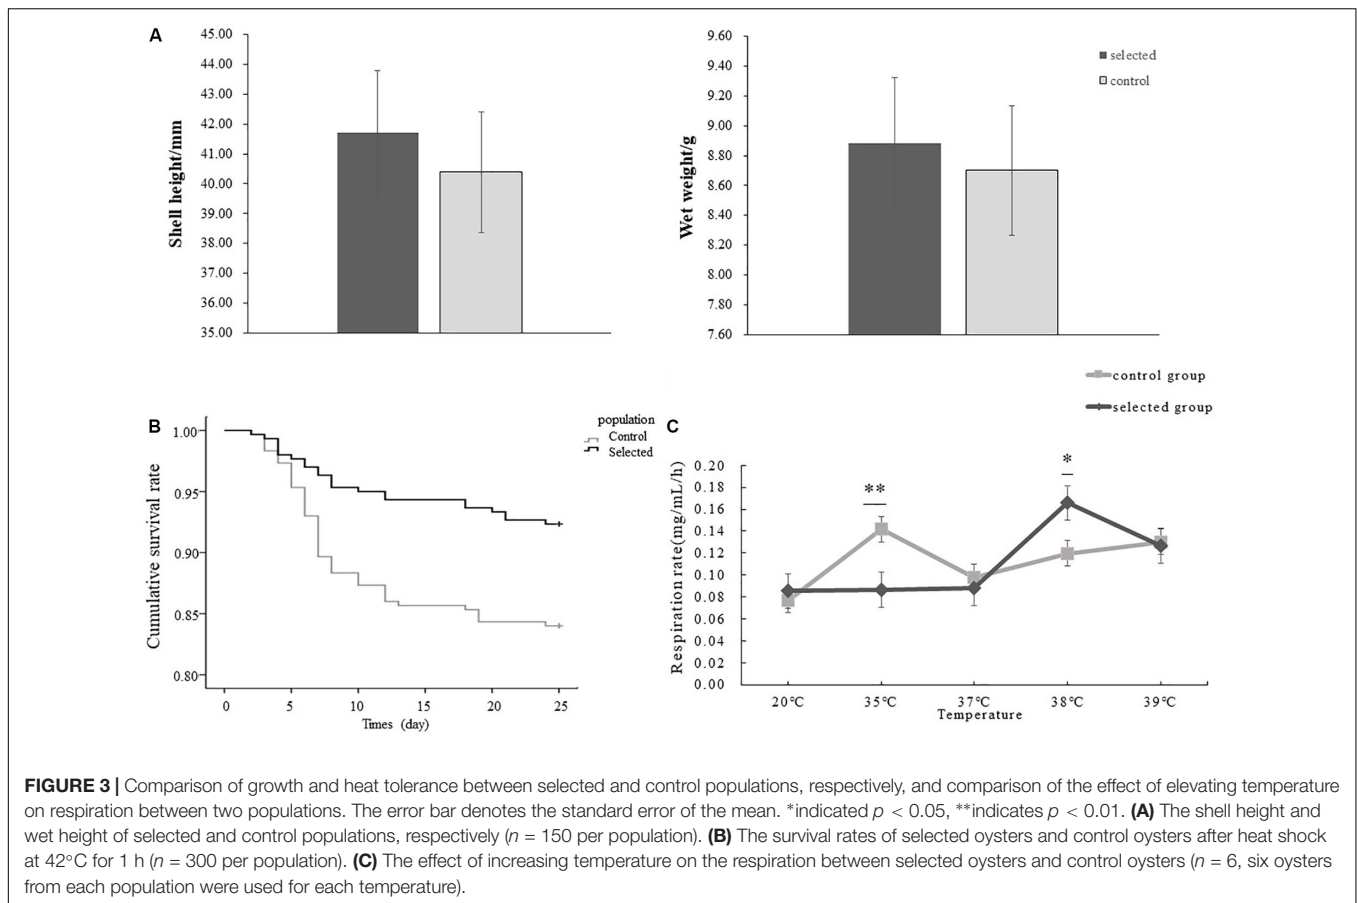 A
45.00
44.00
43.00
42.00
41.00
40.00
39.00
38.00
37.00
36.00
35.00
Shell height/mm
9.60
9.40
9.20
9.00
8.80
8.60
8.40
8.20
8.00
7.80
7.60
Wet weight/g
selected
control
B
population
Control
Selected
1.00
0.95
0.90
0.85
0.80
Cumulative survival rate
0 5 10 15 20 25
Times (day)
control group
selected group
C
0.20
0.18
0.16
0.14
0.12
0.10
0.08
0.06
0.04
0.02
0.00
Respiration rate(mg/mL/h)
**
*
20°C 35°C 37°C 38°C 39°C
Temperature
FIGURE 3 | Comparison of growth and heat tolerance between selected and control populations, respectively, and comparison of the effect of elevating temperature
on respiration between two populations. The error bar denotes the standard error of the mean. *indicated p < 0.05, **indicates p < 0.01. (A) The shell height and
wet height of selected and control populations, respectively (n = 150 per population). (B) The survival rates of selected oysters and control oysters after heat shock
at 42°C for 1 h (n = 300 per population). (C) The effect of increasing temperature on the respiration between selected oysters and control oysters (n = 6, six oysters
from each population were used for each temperature).